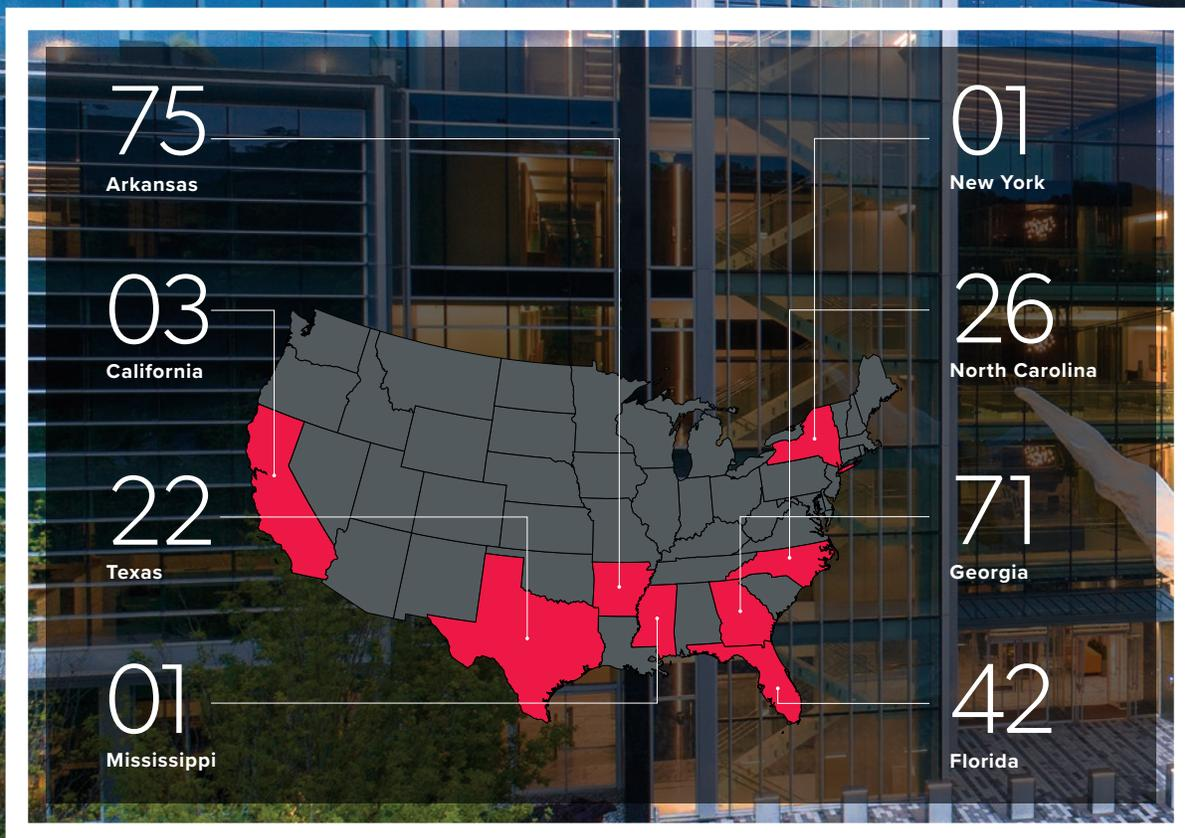 75
Arkansas
03
California
22
Texas
01
Mississippi
01
New York
26
North Carolina
71
Georgia
42
Florida